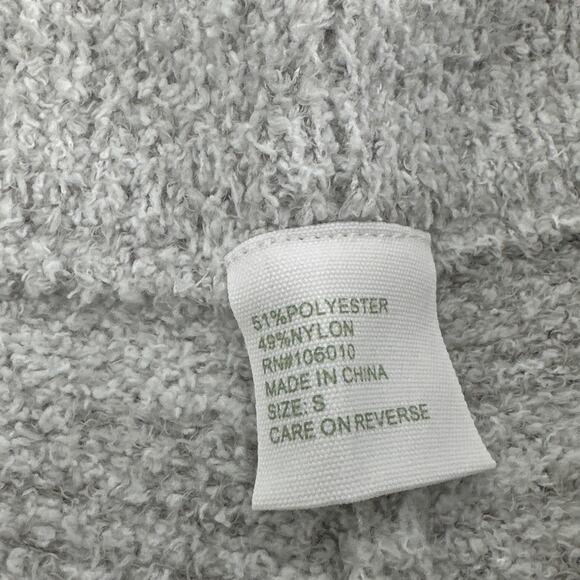 51%POLYESTER
49%NYLON
RN#106010
MADE IN CHINA
SIZE: S
CARE ON REVERSE